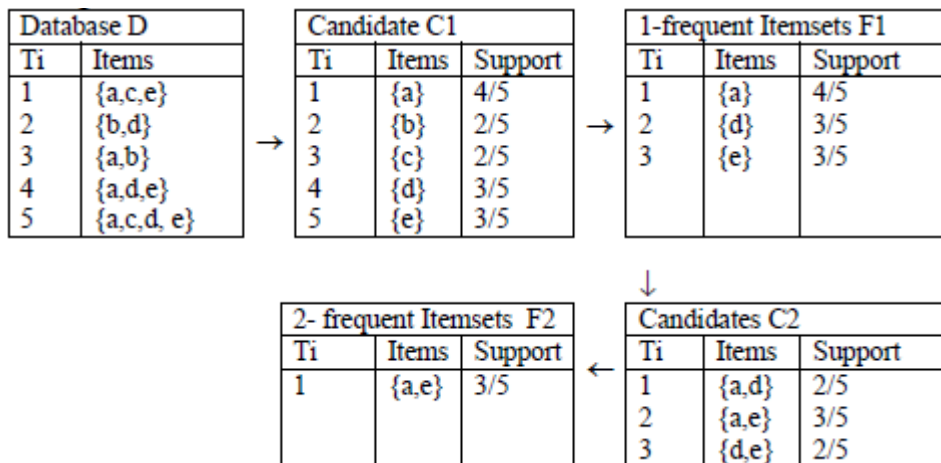 Database D
Ti Items
1 {a,c,e}
2 {b,d}
3 {a,b}
4 {a,d,e}
5 {a,c,d, e}
→
Candidate C1
Ti Items Support
1 {a} 4/5
2 {b} 2/5
3 {c} 2/5
4 {d} 3/5
5 {e} 3/5
→
1-frequent Itemsets F1
Ti Items Support
1 {a} 4/5
2 {d} 3/5
3 {e} 3/5
↓
2- frequent Itemsets F2
Ti Items Support
1 {a,e} 3/5
←
Candidates C2
Ti Items Support
1 {a,d} 2/5
2 {a,e} 3/5
3 {d,e} 2/5